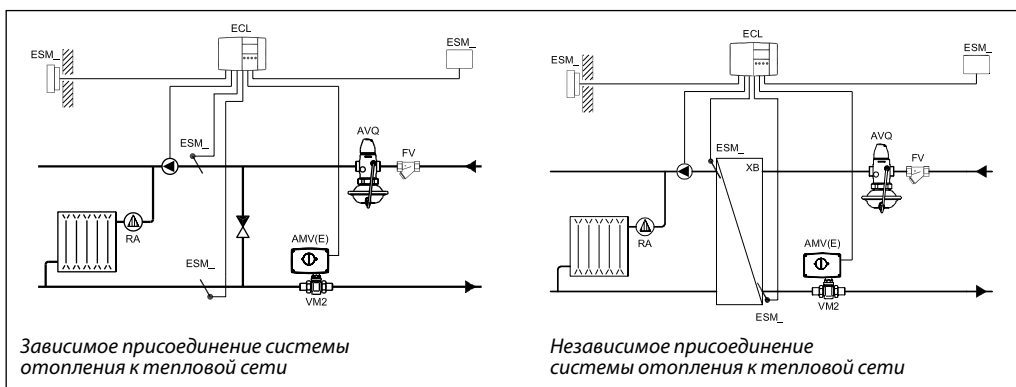 ECL
ESM_
ESM_
ESM_
AVQ
FV
RA
AMV(E)
ESM_
VM2
Зависимое присоединение системы
отопления к тепловой сети
ECL
ESM_
ESM_
ESM_
XB
AVQ
FV
RA
AMV(E)
ESM_
VM2
Независимое присоединение
системы отопления к тепловой сети